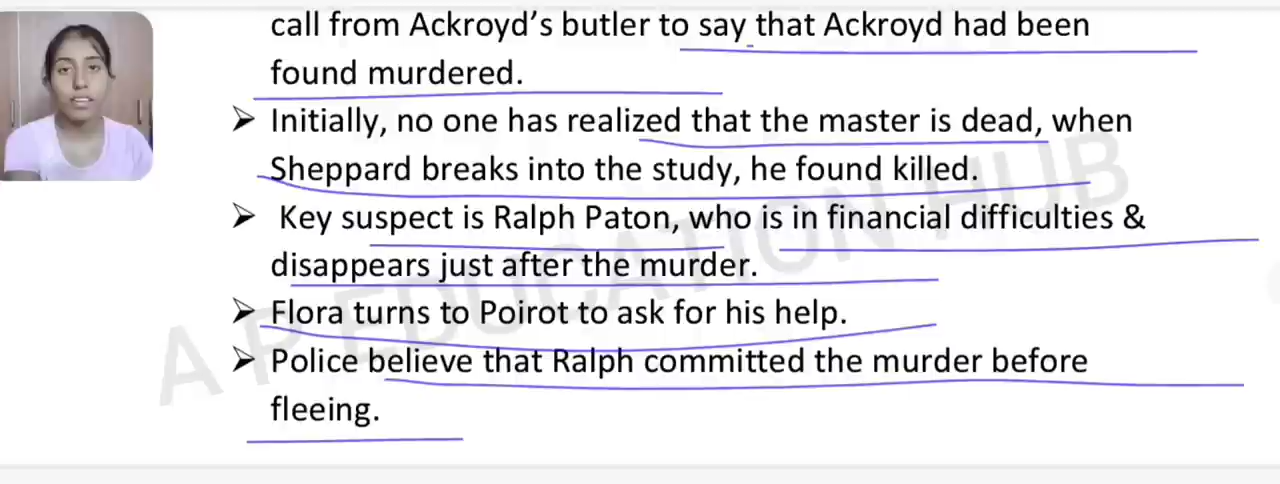 call from Ackroyd’s butler to say that Ackroyd had been
found murdered.
➢ Initially, no one has realized that the master is dead, when
Sheppard breaks into the study, he found killed.
➢ Key suspect is Ralph Paton, who is in financial difficulties &
disappears just after the murder.
➢ Flora turns to Poirot to ask for his help.
➢ Police believe that Ralph committed the murder before
fleeing.
A P EDUCATION HUB